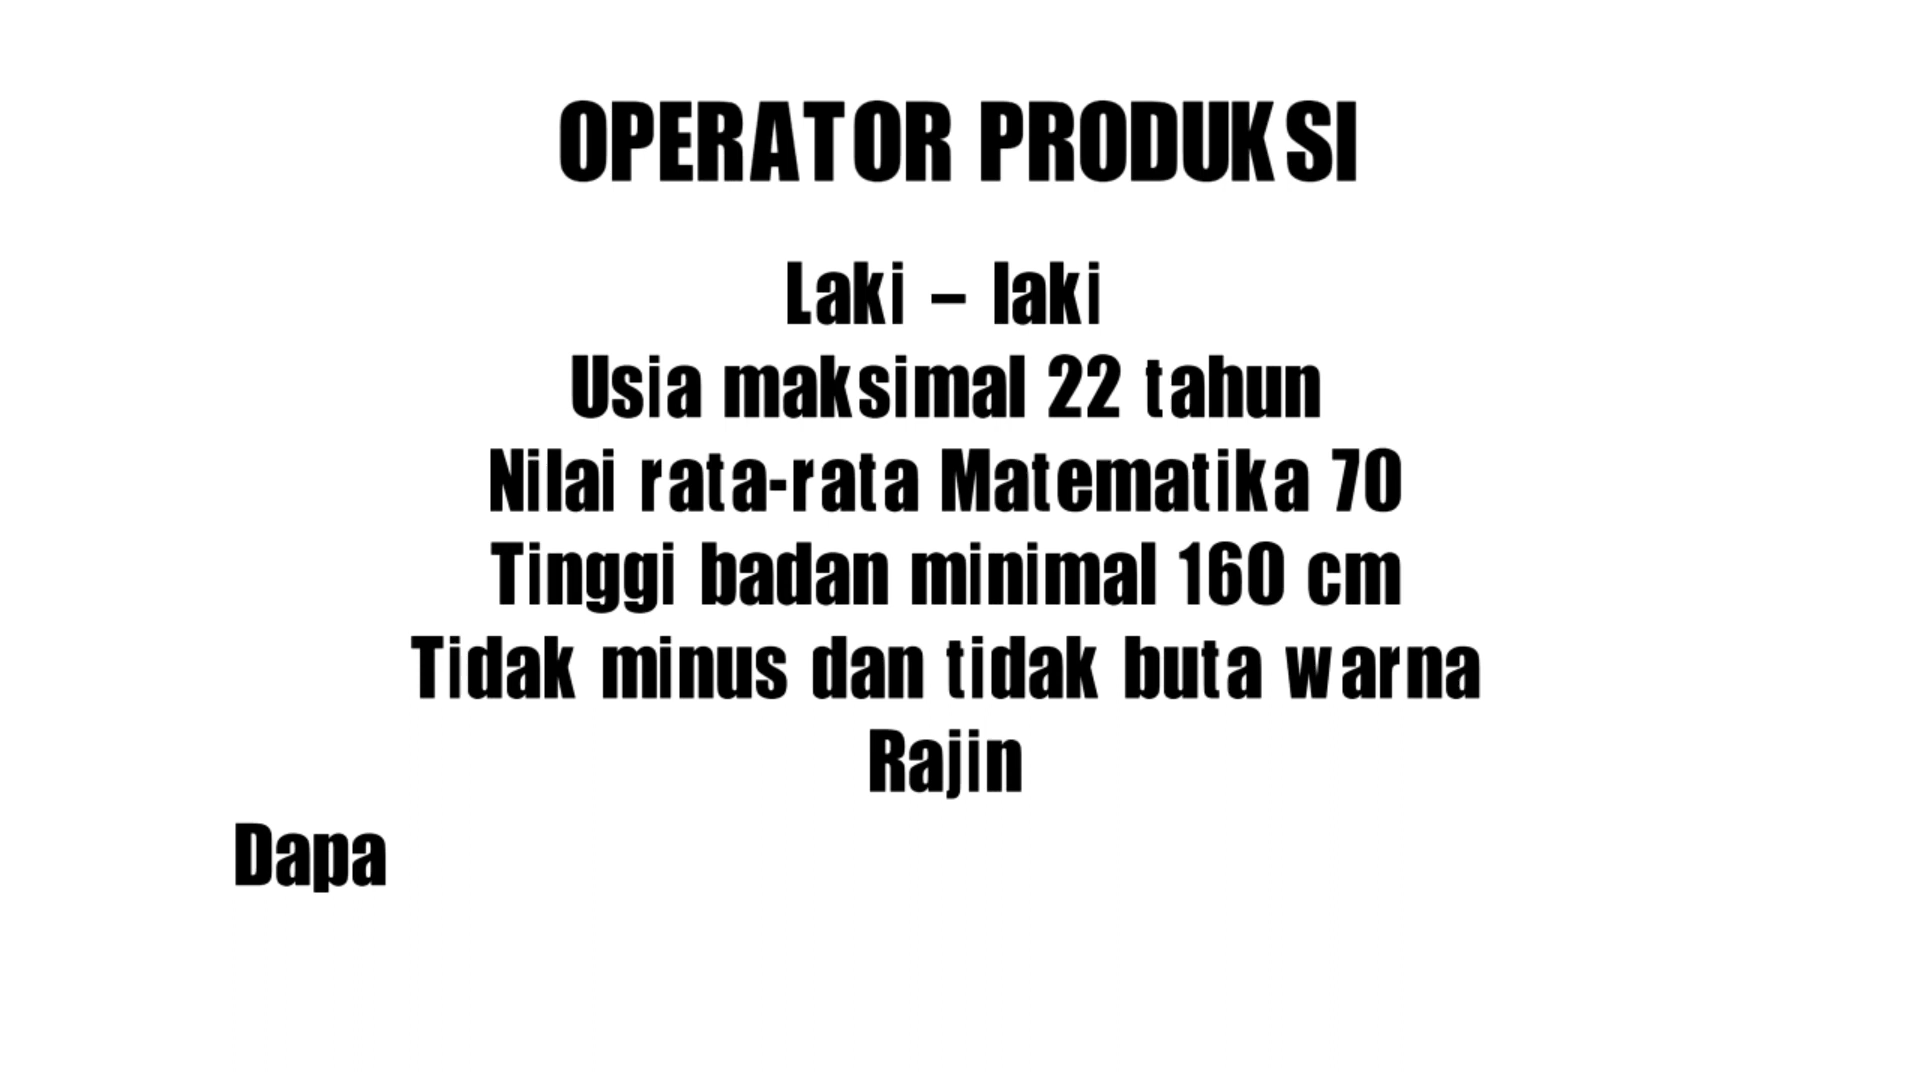 OPERATOR PRODUKSI
Laki – laki
Usia maksimal 22 tahun
Nilai rata-rata Matematika 70
Tinggi badan minimal 160 cm
Tidak minus dan tidak buta warna
Rajin
Dapa